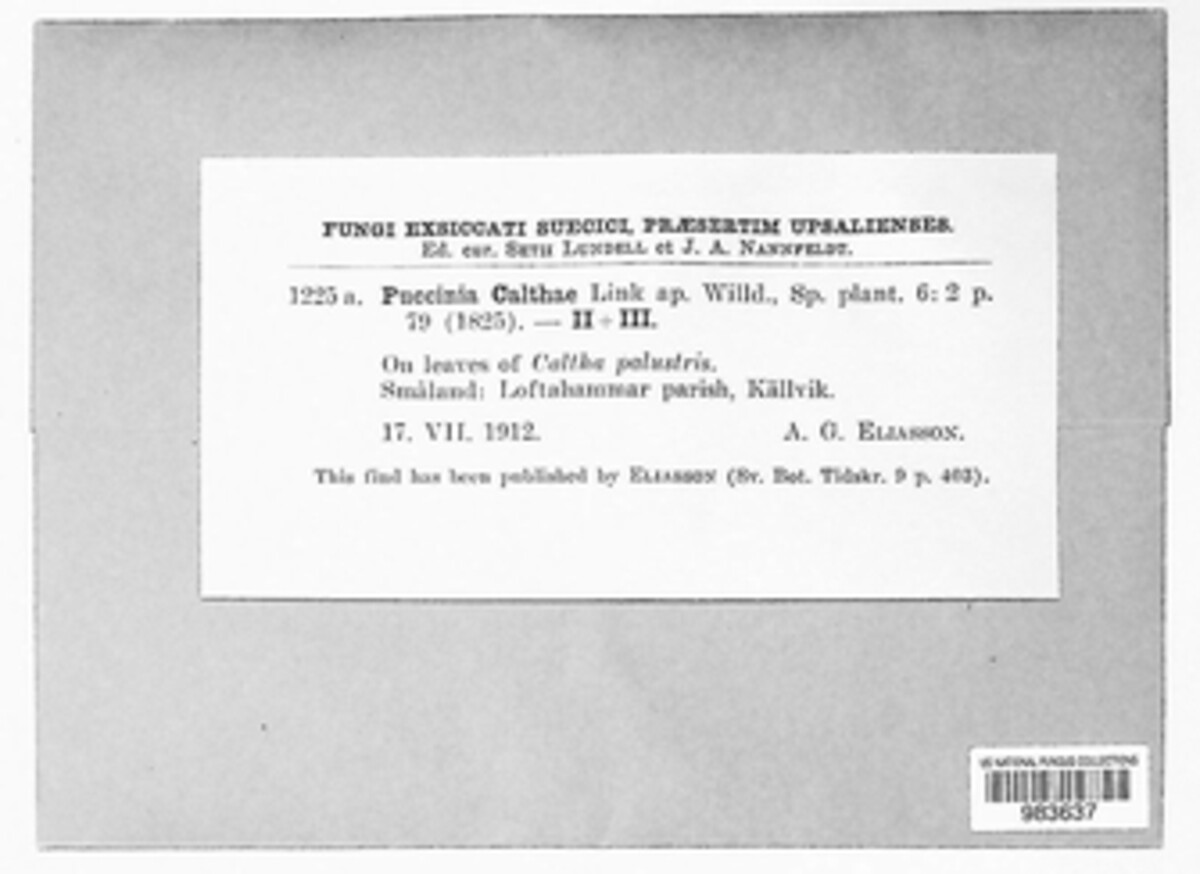 FUNGI EXSICCATI SUECICI, PRÆSERTIM UPSALIENSES.
Ed. cur. SETH LUNDELL et J. A. NANNFELDT.
1225 a. Puccinia Calthae Link ap. Willd., Sp. plant. 6: 2 p.
79 (1825). — II + III.
On leaves of Caltha palustris.
Småland: Loftahammar parish, Källvik.
17. VII. 1912. A. G. ELIASSON.
This find has been published by ELIASSON (Sv. Bot. Tidskr. 9 p. 403).
US NATIONAL FUNGUS COLLECTIONS
983637